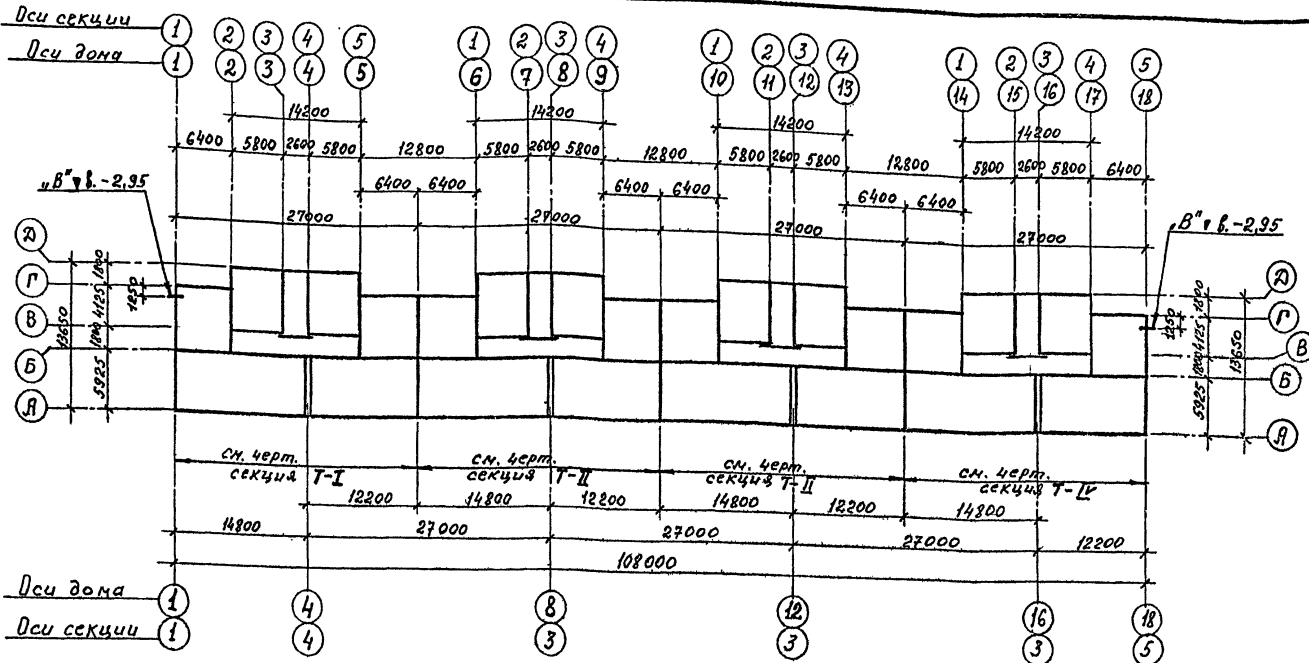 Оси секции 1 2 3 4 5 1 2 3 4 1 2 3 4 1 2 3 4 5
Оси дома 1 2 3 4 5 6 7 8 9 10 11 12 13 14 15 16 17 18
14200 14200 14200 14200
6400 5800 2600 5800 12800 5800 2600 5800 12800 5800 2600 5800 12800 5800 2600 5800 6400
6400 6400 6400 6400 6400 6400
„В" в. -2,95
27000 27000 27000 27000
„В" в. -2,95
Д
Г
В
Б
Я
13650
1800
4125
1800
5925
1250
Д
Г
В
Б
Я
1800
4125
1800
5925
13650
1250
см. черт.
секция Т-I
см. черт.
секция Т-II
см. черт.
секция Т-II
см. черт.
секция Т-IV
12200 14800 12200 14800 12200 14800
14800 27000 27000 27000 12200
108000
Оси дома 1 4 8 12 16 18
Оси секции 1 4 3 3 3 5